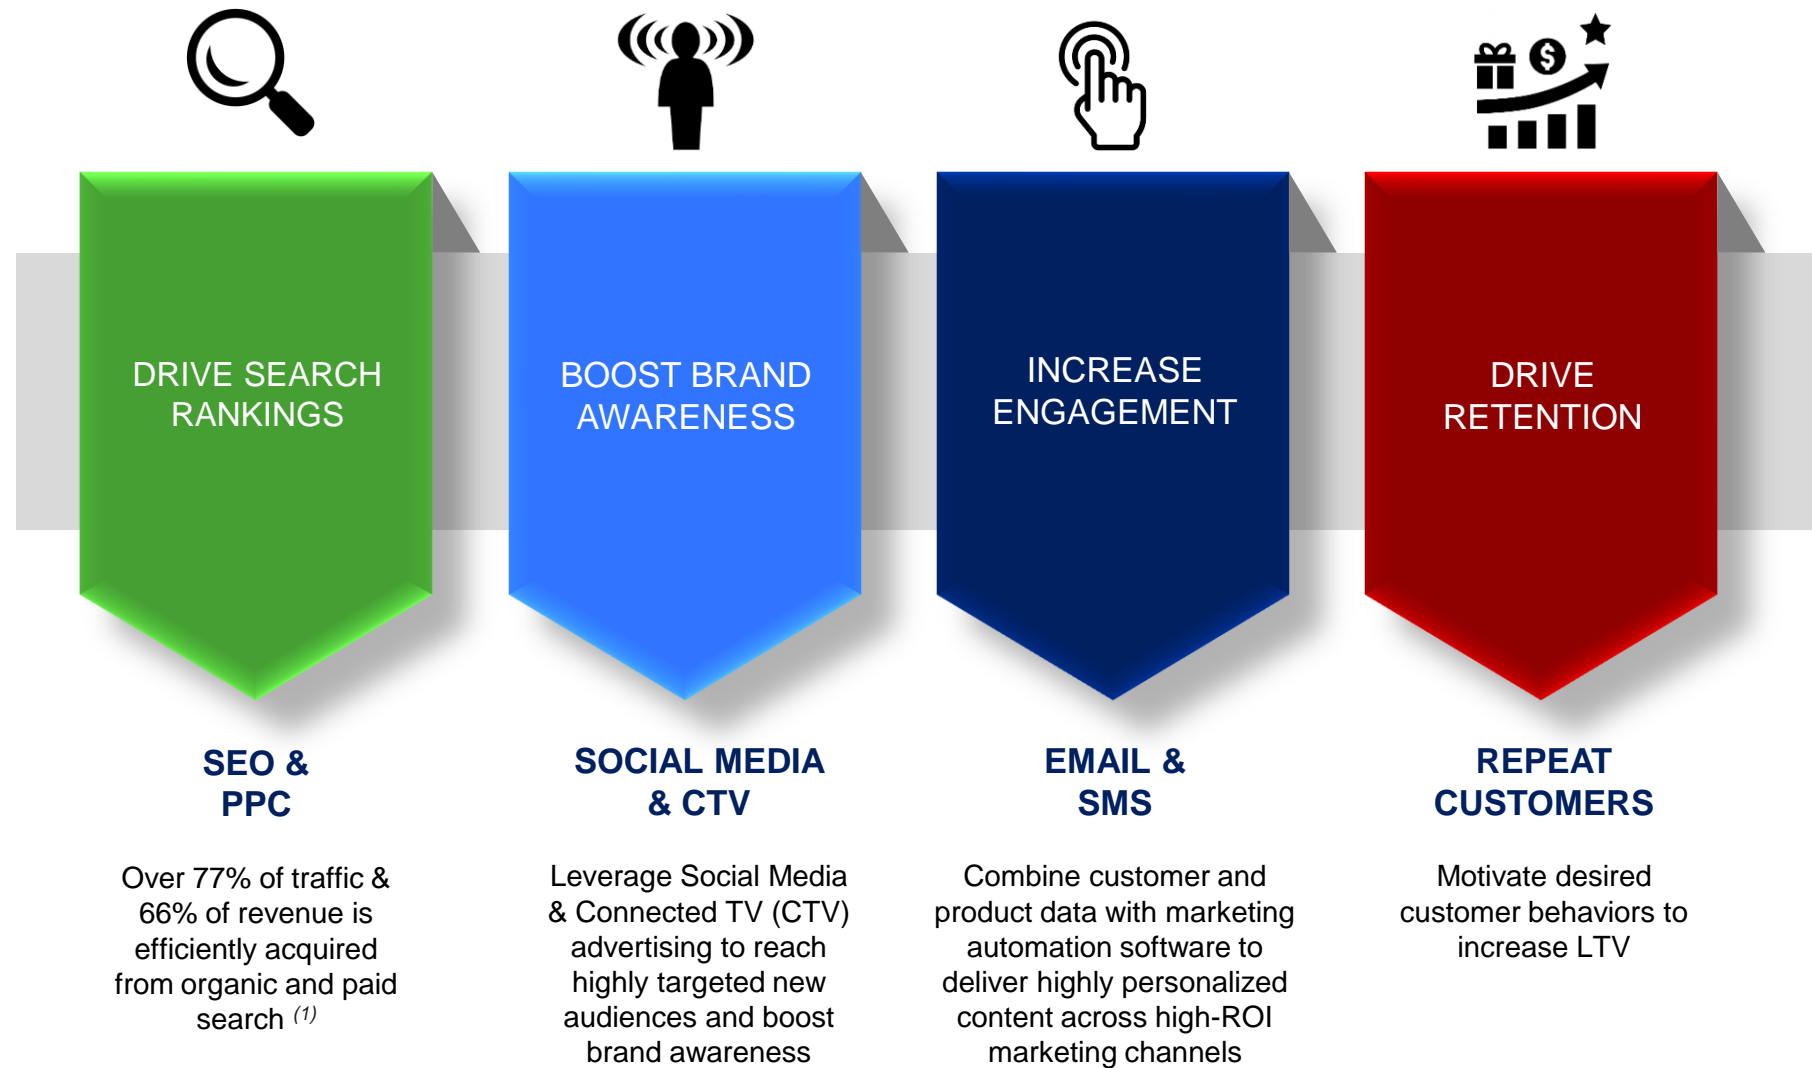 $
DRIVE SEARCH
RANKINGS
BOOST BRAND
AWARENESS
INCREASE
ENGAGEMENT
DRIVE
RETENTION
SEO &
PPC
Over 77% of traffic &
66% of revenue is
efficiently acquired
from organic and paid
search (1)
SOCIAL MEDIA
& CTV
Leverage Social Media
& Connected TV (CTV)
advertising to reach
highly targeted new
audiences and boost
brand awareness
EMAIL &
SMS
Combine customer and
product data with marketing
automation software to
deliver highly personalized
content across high-ROI
marketing channels
REPEAT
CUSTOMERS
Motivate desired
customer behaviors to
increase LTV